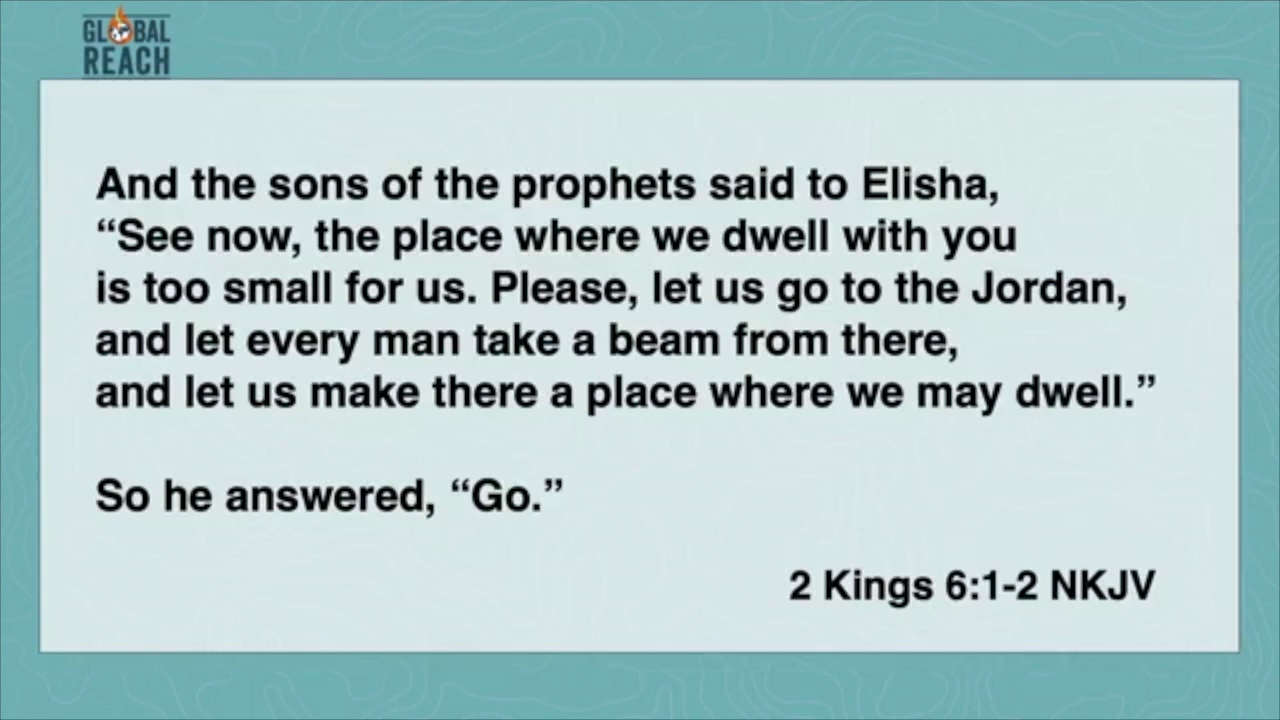 GLOBAL
REACH
And the sons of the prophets said to Elisha,
“See now, the place where we dwell with you
is too small for us. Please, let us go to the Jordan,
and let every man take a beam from there,
and let us make there a place where we may dwell.”
So he answered, “Go.”
2 Kings 6:1-2 NKJV